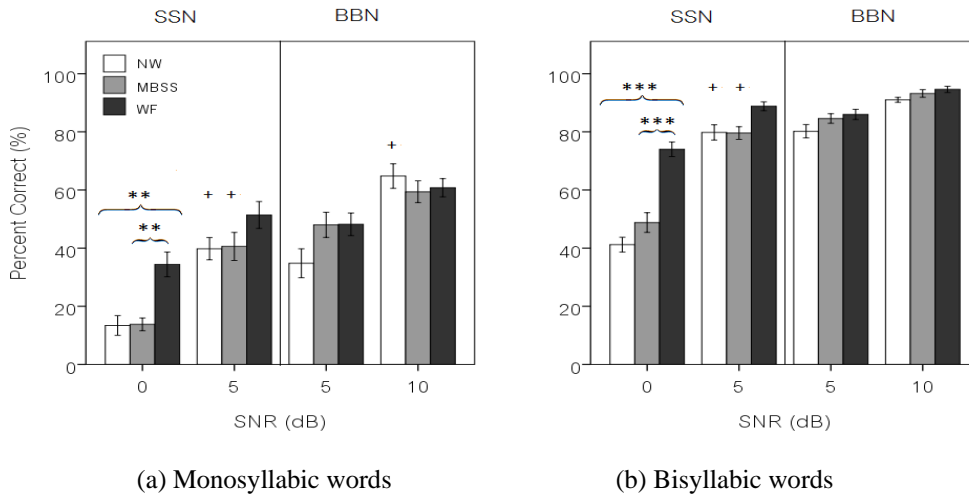 SSN BBN
NW
MBSS
WF
100
80
60
40
20
0
Percent Correct (%)
** 
**
+ +
+
0 5 5 10
SNR (dB)
(a) Monosyllabic words
SSN BBN
100
80
60
40
20
0
***
***
+ +
0 5 5 10
SNR (dB)
(b) Bisyllabic words